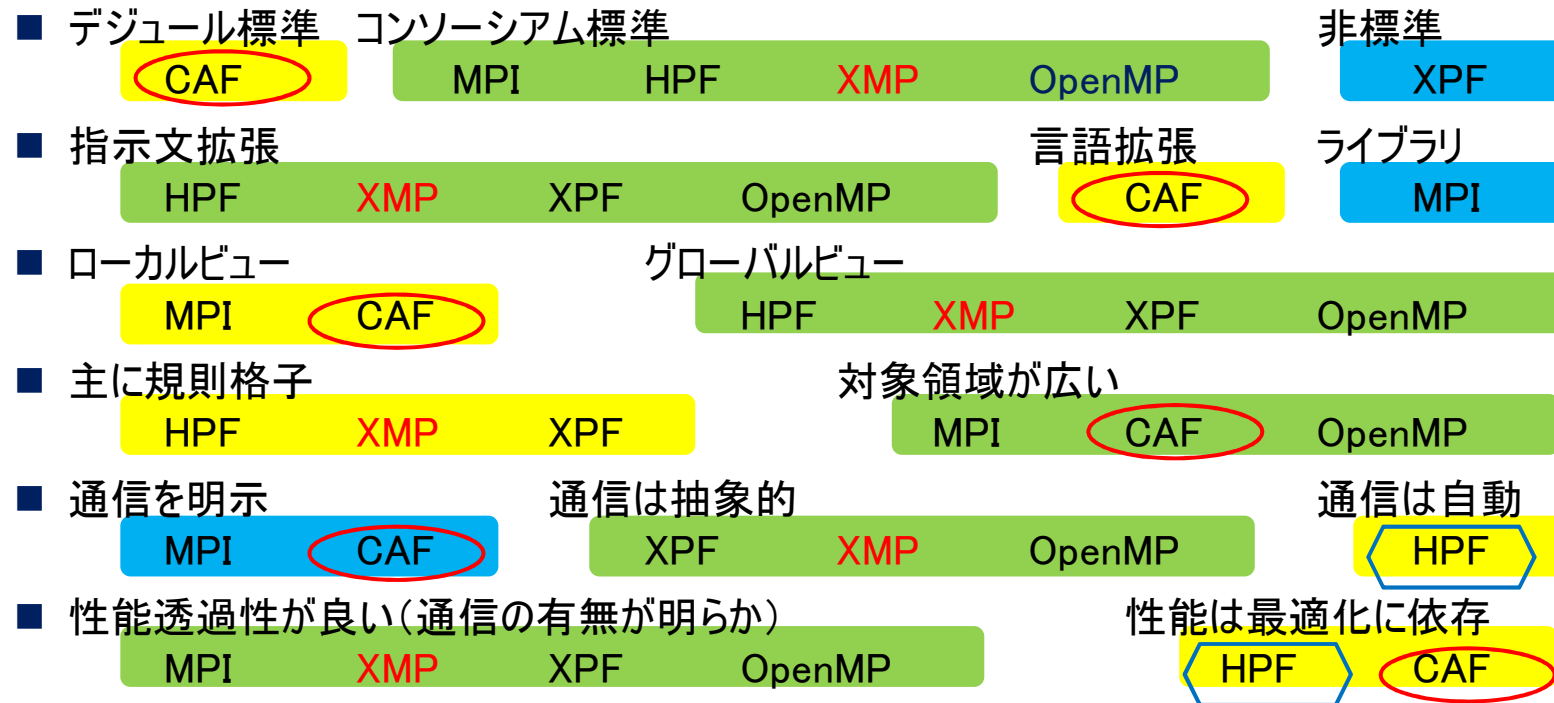 ■ デジュール標準 コンソーシアム標準 非標準
CAF MPI HPF XMP OpenMP XPF
■ 指示文拡張 言語拡張 ライブラリ
HPF XMP XPF OpenMP CAF MPI
■ ローカルビュー グローバルビュー
MPI CAF HPF XMP XPF OpenMP
■ 主に規則格子 対象領域が広い
HPF XMP XPF MPI CAF OpenMP
■ 通信を明示 通信は抽象的 通信は自動
MPI CAF XPF XMP OpenMP HPF
■ 性能透過性が良い(通信の有無が明らか) 性能は最適化に依存
MPI XMP XPF OpenMP HPF CAF